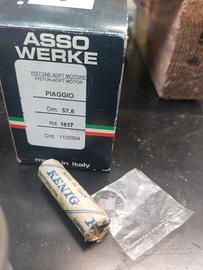 ASSO
WERKE
PISTONE ADPT MOTORE
PISTON ADPT MOTOR
PIAGGIO
Dm. 57,6
Rif. 1817
Ord. 11/2004
made in italy
KENIG